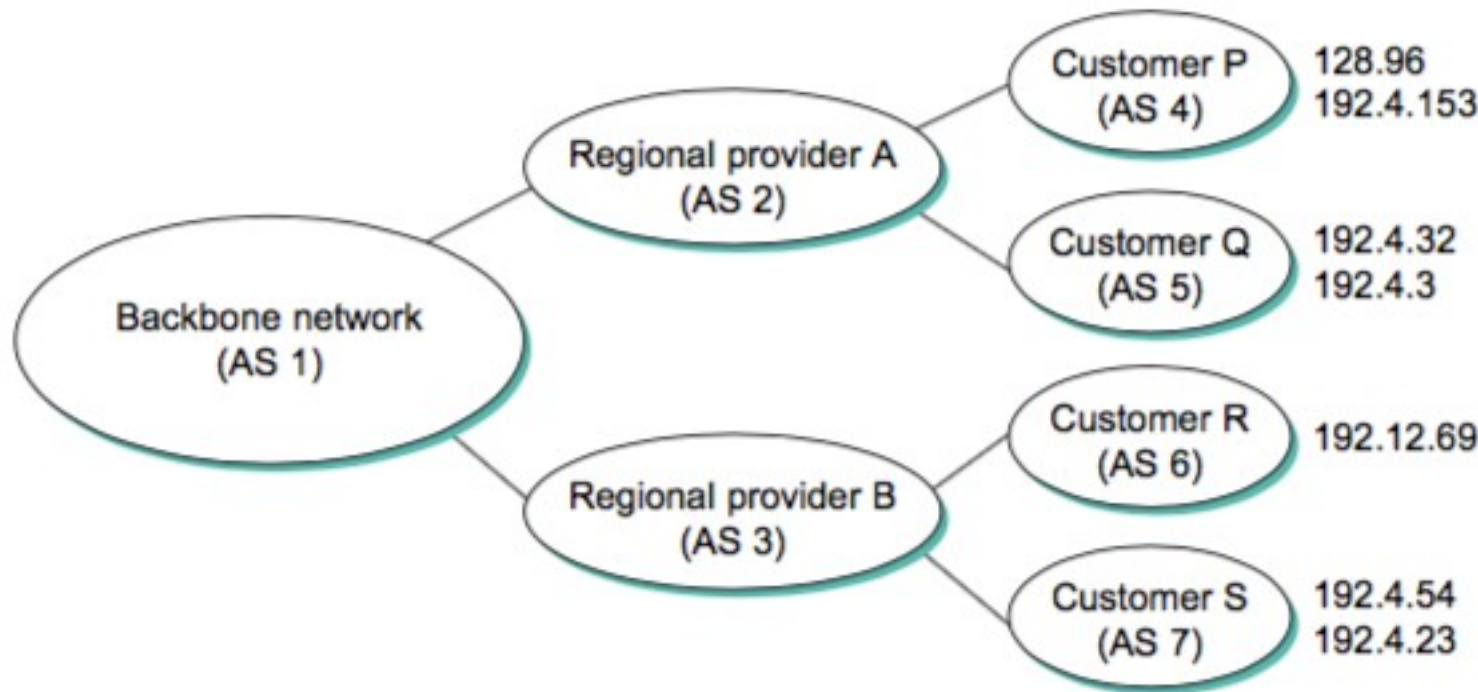 Backbone network
(AS 1)
Regional provider A
(AS 2)
Regional provider B
(AS 3)
Customer P
(AS 4)
128.96
192.4.153
Customer Q
(AS 5)
192.4.32
192.4.3
Customer R
(AS 6)
192.12.69
Customer S
(AS 7)
192.4.54
192.4.23